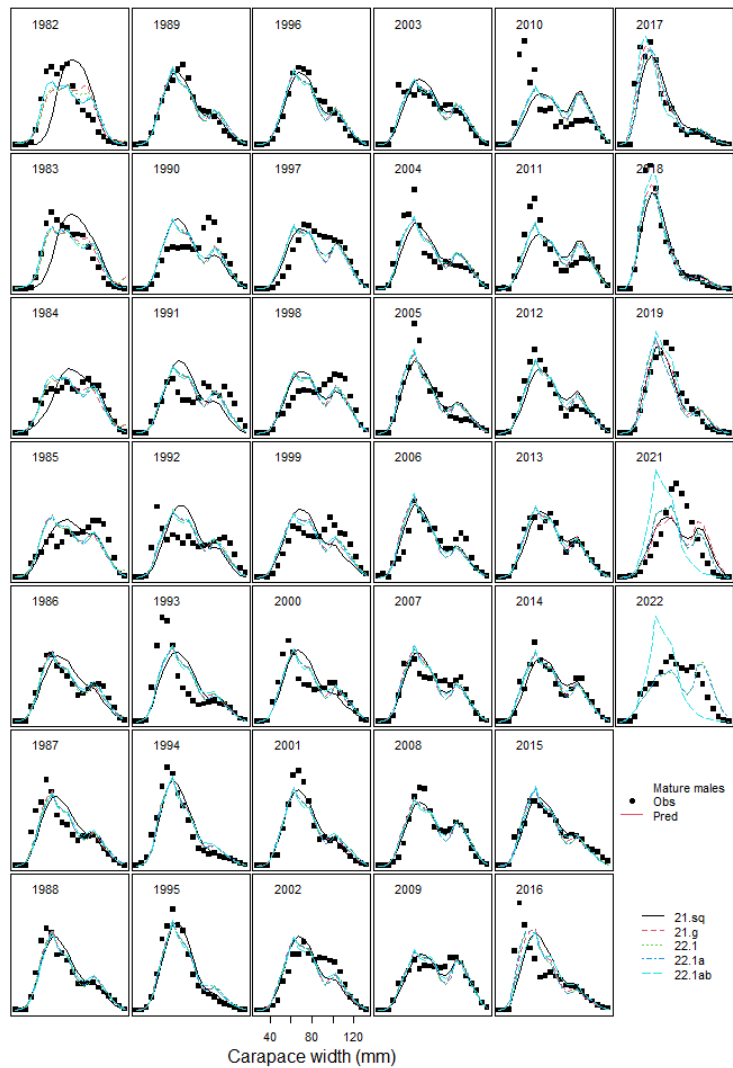 1982 1989 1996 2003 2010 2017
1983 1990 1997 2004 2011 2018
1984 1991 1998 2005 2012 2019
1985 1992 1999 2006 2013 2021
1986 1993 2000 2007 2014 2022
1987 1994 2001 2008 2015
Mature males
Obs
Pred
1988 1995 2002 2009 2016
21.sq
21.g
22.1
22.1a
22.1ab
40 80 120
Carapace width (mm)